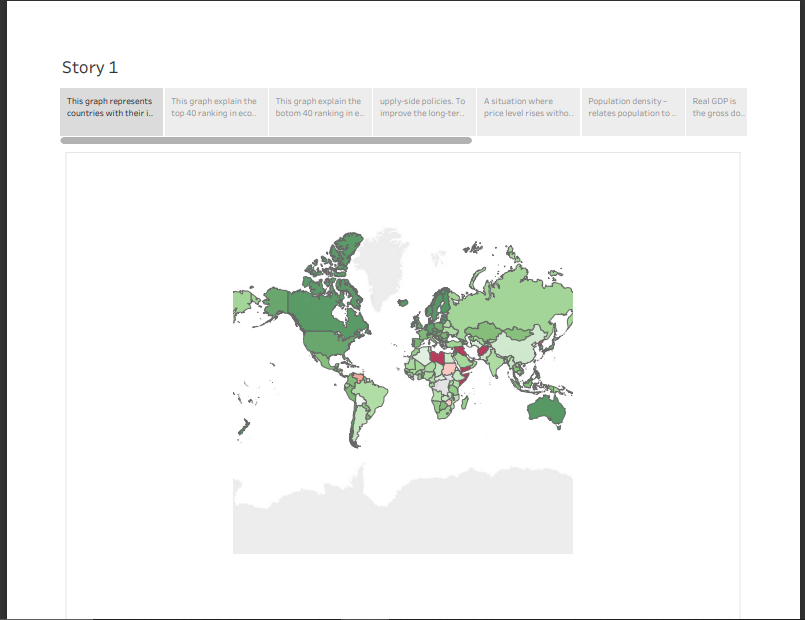 Story 1
This graph represents
countries with their i..
This graph explain the
top 40 ranking in eco..
This graph explain the
botom 40 ranking in e..
upply-side policies. To
improve the long-ter..
A situation where
price level rises witho..
Population density –
relates population to ..
Real GDP is
the gross do..